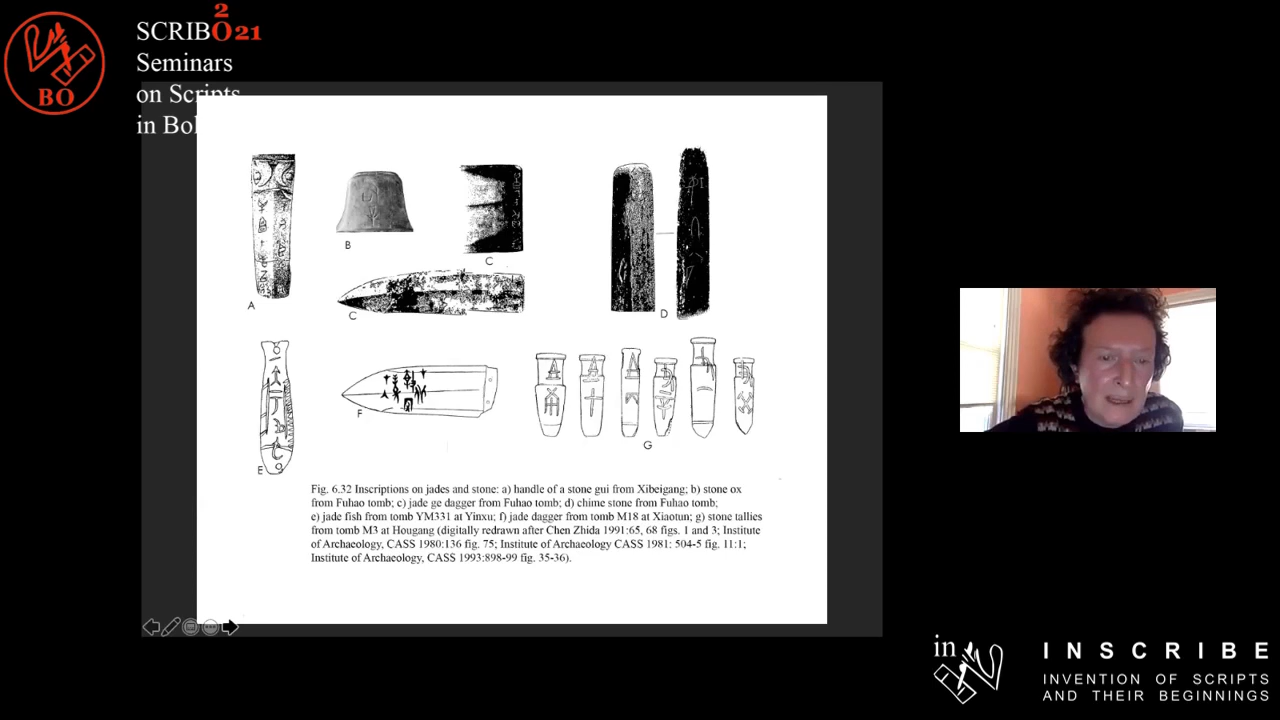 SCRIBO 2021
Seminars
on Scripts
in Bol
BO
A
B
C
C
D
E
F
G
Fig. 6.32 Inscriptions on jades and stone: a) handle of a stone gui from Xibeigang; b) stone ox
from Fuhao tomb; c) jade ge dagger from Fuhao tomb; d) chime stone from Fuhao tomb;
e) jade fish from tomb YM331 at Yinxu; f) jade dagger from tomb M18 at Xiaotun; g) stone tallies
from tomb M3 at Hougang (digitally redrawn after Chen Zhida 1991:65, 68 figs. 1 and 3; Institute
of Archaeology, CASS 1980:136 fig. 75; Institute of Archaeology CASS 1981: 504-5 fig. 11:1;
Institute of Archaeology, CASS 1993:898-99 fig. 35-36).
in
INSCRIBE
INVENTION OF SCRIPTS
AND THEIR BEGINNINGS